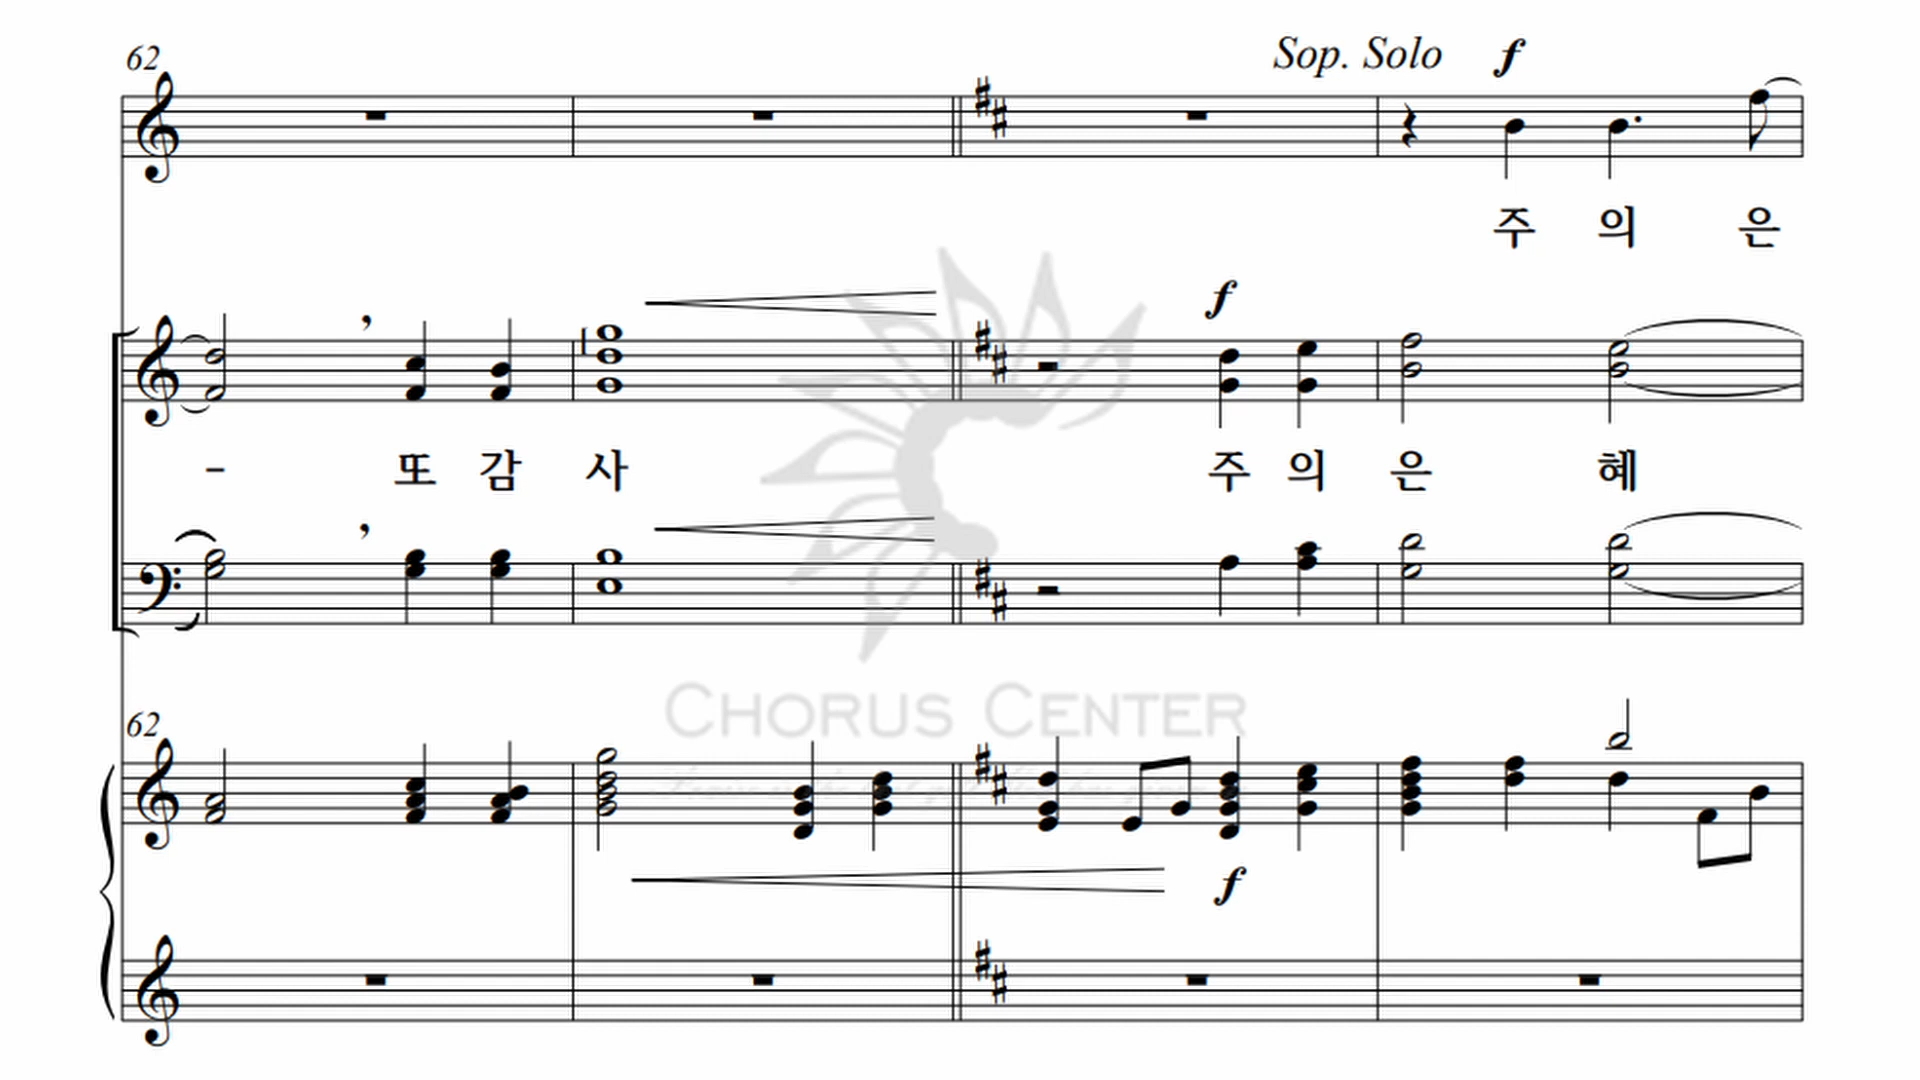 62
Sop. Solo f
주 의 은
f
- 또 감 사 주 의 은 혜
CHORUS CENTER
62
f